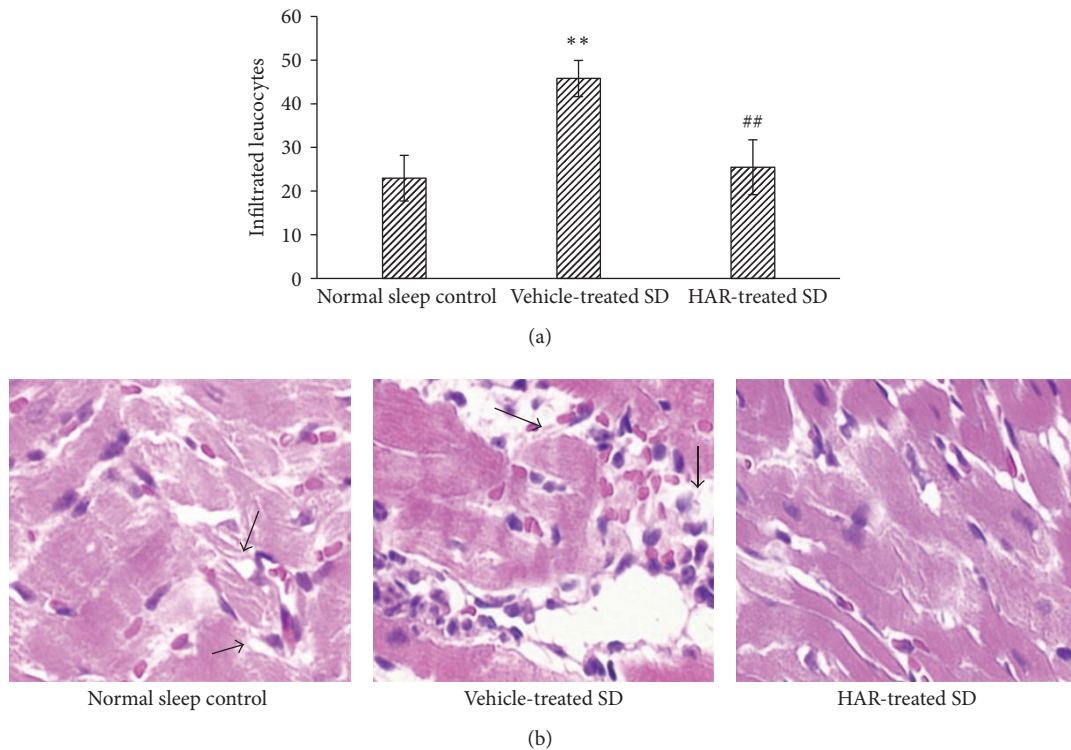 60
50
40
30
20
10
0
Infiltrated leucocytes
**
##
Normal sleep control
Vehicle-treated SD
HAR-treated SD
(a)
Normal sleep control
Vehicle-treated SD
HAR-treated SD
(b)